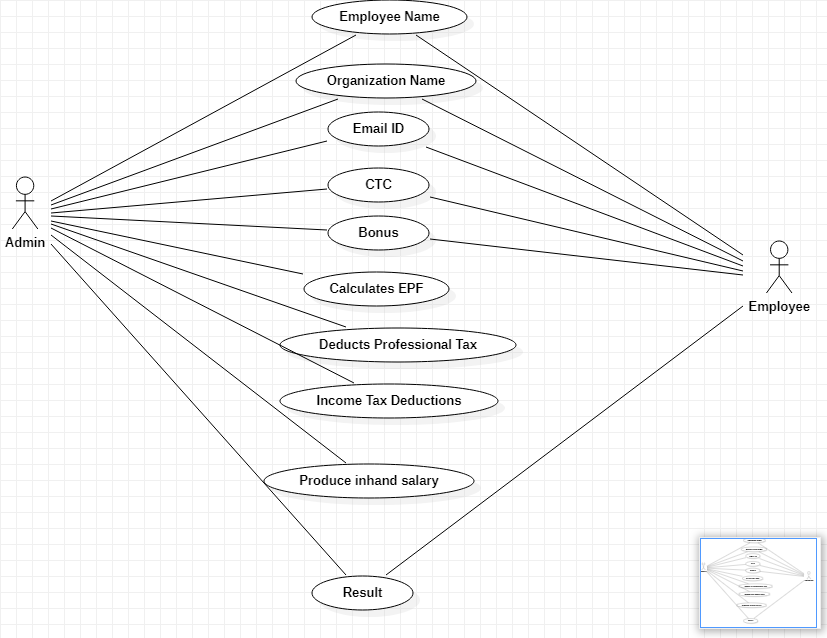 Employee Name
Organization Name
Email ID
CTC
Bonus
Admin
Calculates EPF
Employee
Deducts Professional Tax
Income Tax Deductions
Produce inhand salary
Result